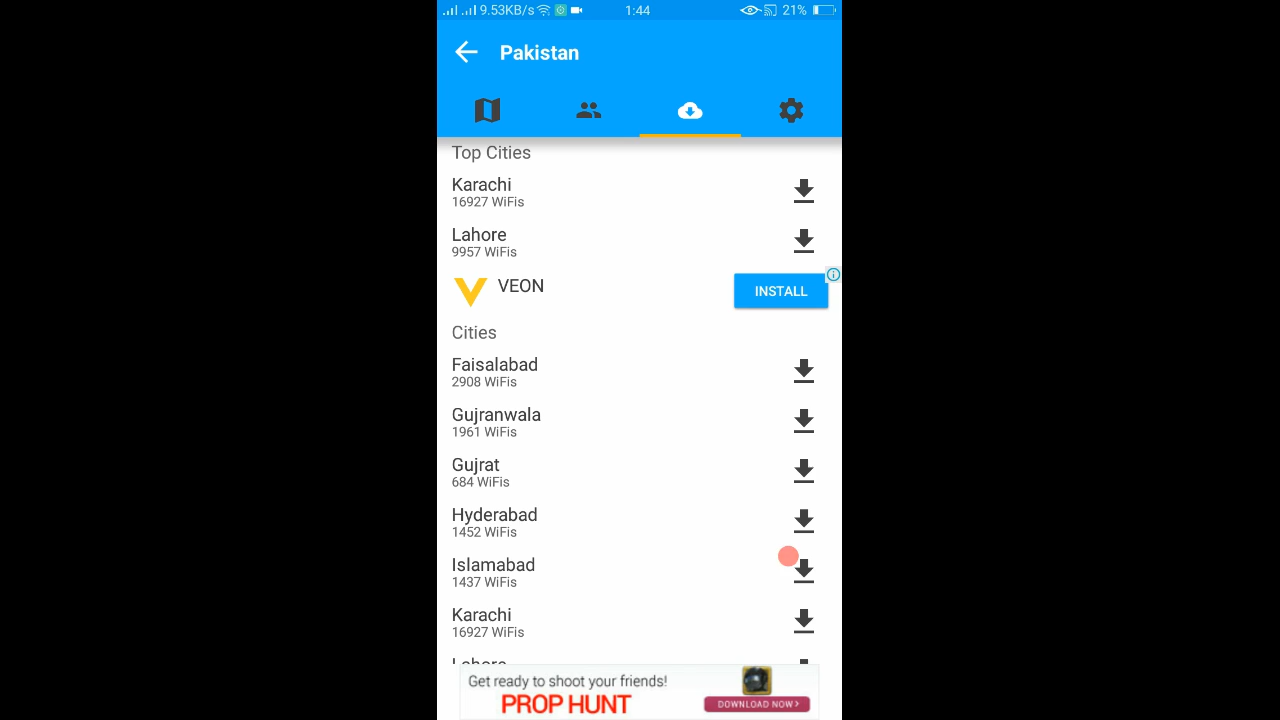 9.53KB/s 1:44 21%
Pakistan
Top Cities
Karachi
16927 WiFis
Lahore
9957 WiFis
VEON
INSTALL
Cities
Faisalabad
2908 WiFis
Gujranwala
1961 WiFis
Gujrat
684 WiFis
Hyderabad
1452 WiFis
Islamabad
1437 WiFis
Karachi
16927 WiFis
Lahore
Get ready to shoot your friends!
PROP HUNT
DOWNLOAD NOW >